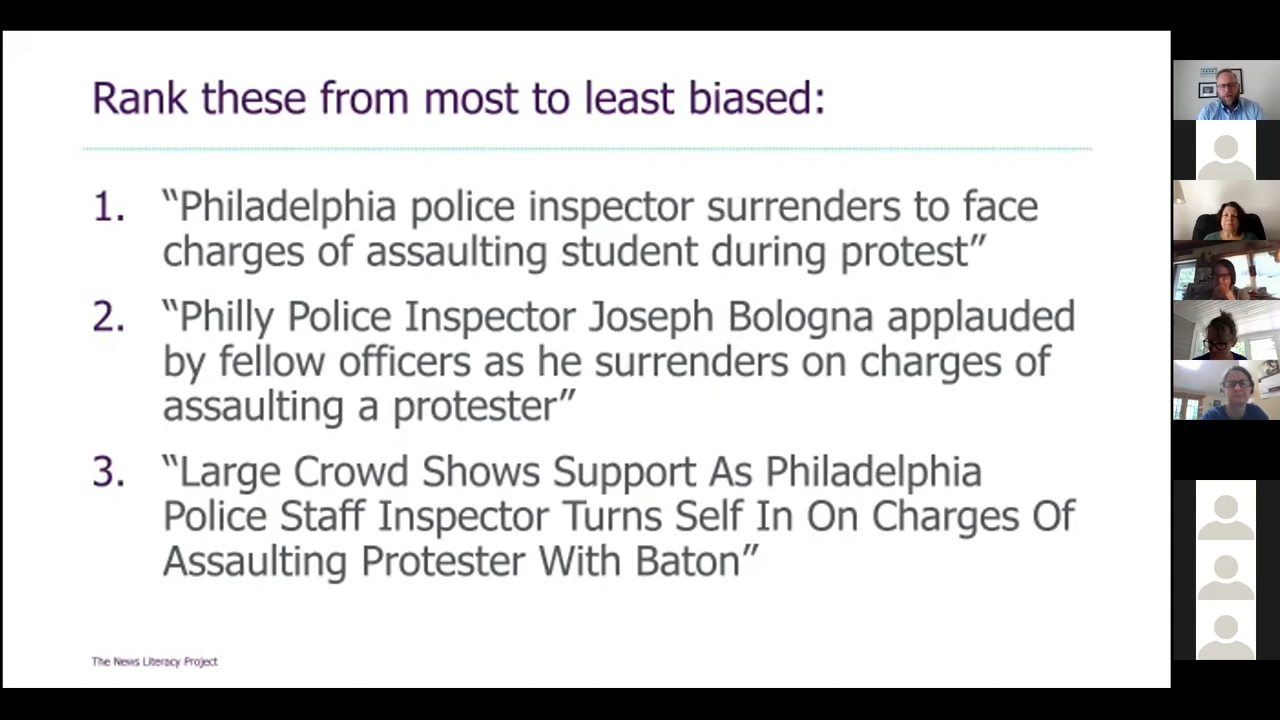 Rank these from most to least biased:
1. “Philadelphia police inspector surrenders to face
charges of assaulting student during protest”
2. “Philly Police Inspector Joseph Bologna applauded
by fellow officers as he surrenders on charges of
assaulting a protester”
3. “Large Crowd Shows Support As Philadelphia
Police Staff Inspector Turns Self In On Charges Of
Assaulting Protester With Baton”
The News Literacy Project